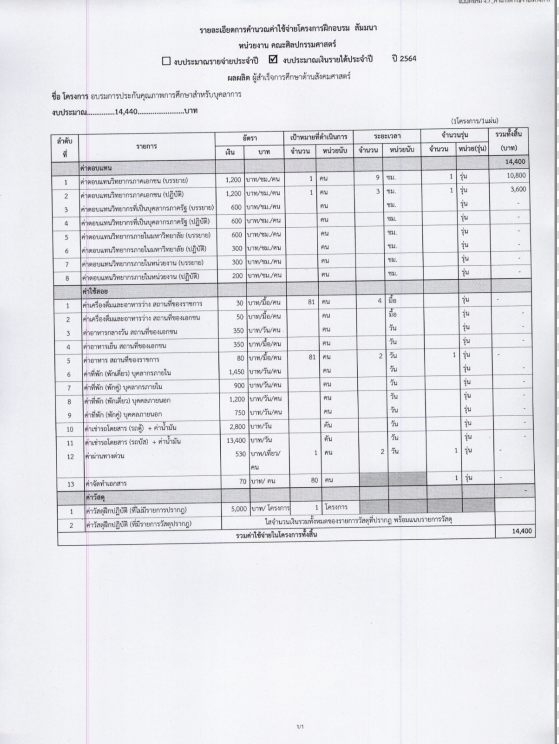 รายละเอียดการคำนวณค่าใช้จ่ายโครงการฝึกอบรม สัมมนา
หน่วยงาน คณะศิลปกรรมศาสตร์
☐ งบประมาณรายจ่ายประจำปี ☑ งบประมาณเงินรายได้ประจำปี ปี 2564
ผลผลิต ผู้สำเร็จการศึกษาด้านสังคมศาสตร์
ชื่อ โครงการ อบรมการประกันคุณภาพการศึกษาสำหรับบุคลากร
งบประมาณ..............14,440......................บาท
(1โครงการ/1แผ่น)
ลำดับที่ รายการ อัตรา เป้าหมายที่ดำเนินการ ระยะเวลา จำนวนรุ่น รวมทั้งสิ้น
เงิน บาท จำนวน หน่วยนับ จำนวน หน่วยนับ จำนวน หน่วย(รุ่น) (บาท)
ค่าตอบแทน 14,400
1 ค่าตอบแทนวิทยากรภาคเอกชน (บรรยาย) 1,200 บาท/ชม./คน 1 คน 9 ชม. 1 รุ่น 10,800
2 ค่าตอบแทนวิทยากรภาคเอกชน (ปฏิบัติ) 1,200 บาท/ชม./คน 1 คน 3 ชม. 1 รุ่น 3,600
3 ค่าตอบแทนวิทยากรที่เป็นบุคลากรภาครัฐ (บรรยาย) 600 บาท/ชม./คน คน ชม. รุ่น -
4 ค่าตอบแทนวิทยากรที่เป็นบุคลากรภาครัฐ (ปฏิบัติ) 600 บาท/ชม./คน คน ชม. รุ่น -
5 ค่าตอบแทนวิทยากรภายในมหาวิทยาลัย (บรรยาย) 600 บาท/ชม./คน คน ชม. รุ่น -
6 ค่าตอบแทนวิทยากรภายในมหาวิทยาลัย (ปฏิบัติ) 300 บาท/ชม./คน คน ชม. รุ่น -
7 ค่าตอบแทนวิทยากรภายในหน่วยงาน (บรรยาย) 300 บาท/ชม./คน คน ชม. รุ่น -
8 ค่าตอบแทนวิทยากรภายในหน่วยงาน (ปฏิบัติ) 200 บาท/ชม./คน คน ชม. รุ่น -
ค่าใช้สอย
1 ค่าเครื่องดื่มและอาหารว่าง สถานที่ของราชการ 30 บาท/มื้อ/คน 81 คน 4 มื้อ รุ่น -
2 ค่าเครื่องดื่มและอาหารว่าง สถานที่ของเอกชน 50 บาท/มื้อ/คน คน มื้อ รุ่น -
3 ค่าอาหารกลางวัน สถานที่ของเอกชน 350 บาท/วัน/คน คน วัน รุ่น -
4 ค่าอาหารเย็น สถานที่ของเอกชน 350 บาท/มื้อ/คน คน วัน รุ่น -
5 ค่าอาหาร สถานที่ของราชการ 80 บาท/มื้อ/คน 81 คน 2 วัน 1 รุ่น -
6 ค่าที่พัก (พักเดี่ยว) บุคลากรภายใน 1,450 บาท/วัน/คน คน วัน รุ่น -
7 ค่าที่พัก (พักคู่) บุคลากรภายใน 900 บาท/วัน/คน คน วัน รุ่น -
8 ค่าที่พัก (พักเดี่ยว) บุคคลภายนอก 1,200 บาท/วัน/คน คน วัน รุ่น -
9 ค่าที่พัก (พักคู่) บุคคลภายนอก 750 บาท/วัน/คน คน วัน รุ่น -
10 ค่าเช่ารถโดยสาร (รถตู้) + ค่าน้ำมัน 2,800 บาท/วัน คัน วัน รุ่น -
11 ค่าเช่ารถโดยสาร (รถบัส) + ค่าน้ำมัน 13,400 บาท/วัน คัน วัน รุ่น -
12 ค่าผ่านทางด่วน 530 บาท/เที่ยว/คน 1 คน 2 วัน 1 รุ่น -
13 ค่าจัดทำเอกสาร 70 บาท/ คน 80 คน 1 รุ่น -
ค่าวัสดุ -
1 ค่าวัสดุฝึกปฏิบัติ (ที่ไม่มีรายการปรากฏ) 5,000 บาท/ โครงการ 1 โครงการ
2 ค่าวัสดุฝึกปฏิบัติ (ที่มีรายการวัสดุปรากฏ) ใส่จำนวนเงินรวมทั้งหมดของรายการวัสดุที่ปรากฏ พร้อมแนบรายการวัสดุ
รวมค่าใช้จ่ายในโครงการทั้งสิ้น 14,400
1/1